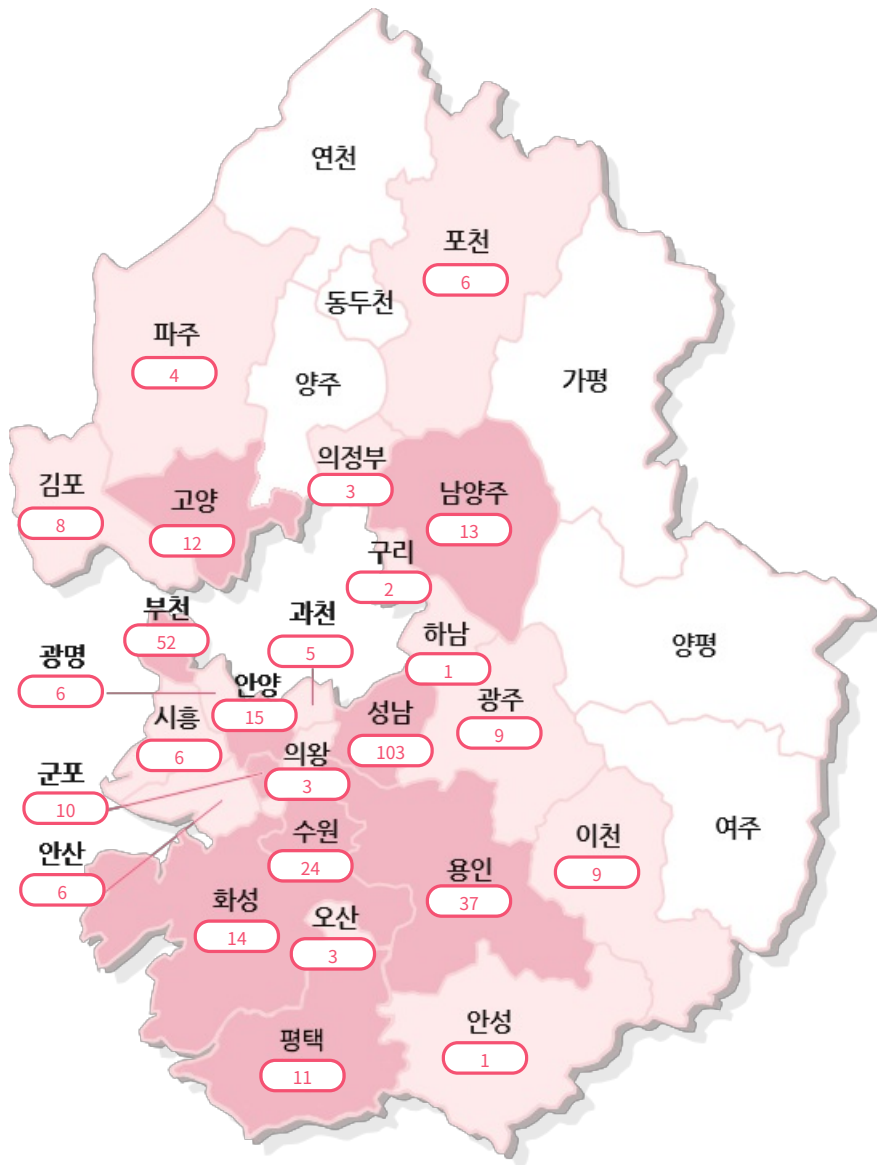 연천
포천
6
동두천
파주
4
양주
가평
의정부
3
김포
8
고양
12
남양주
13
구리
2
부천
52
과천
5
하남
1
양평
광명
6
안양
15
시흥
6
성남
103
광주
9
의왕
3
군포
10
수원
24
여주
이천
9
안산
6
용인
37
화성
14
오산
3
안성
1
평택
11